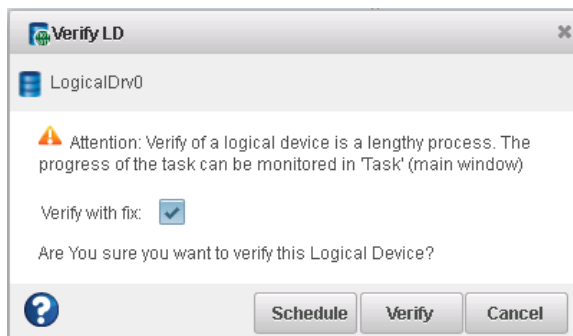 Verify LD
LogicalDrv0
Attention: Verify of a logical device is a lengthy process. The
progress of the task can be monitored in 'Task' (main window)
Verify with fix:
Are You sure you want to verify this Logical Device?
? Schedule Verify Cancel